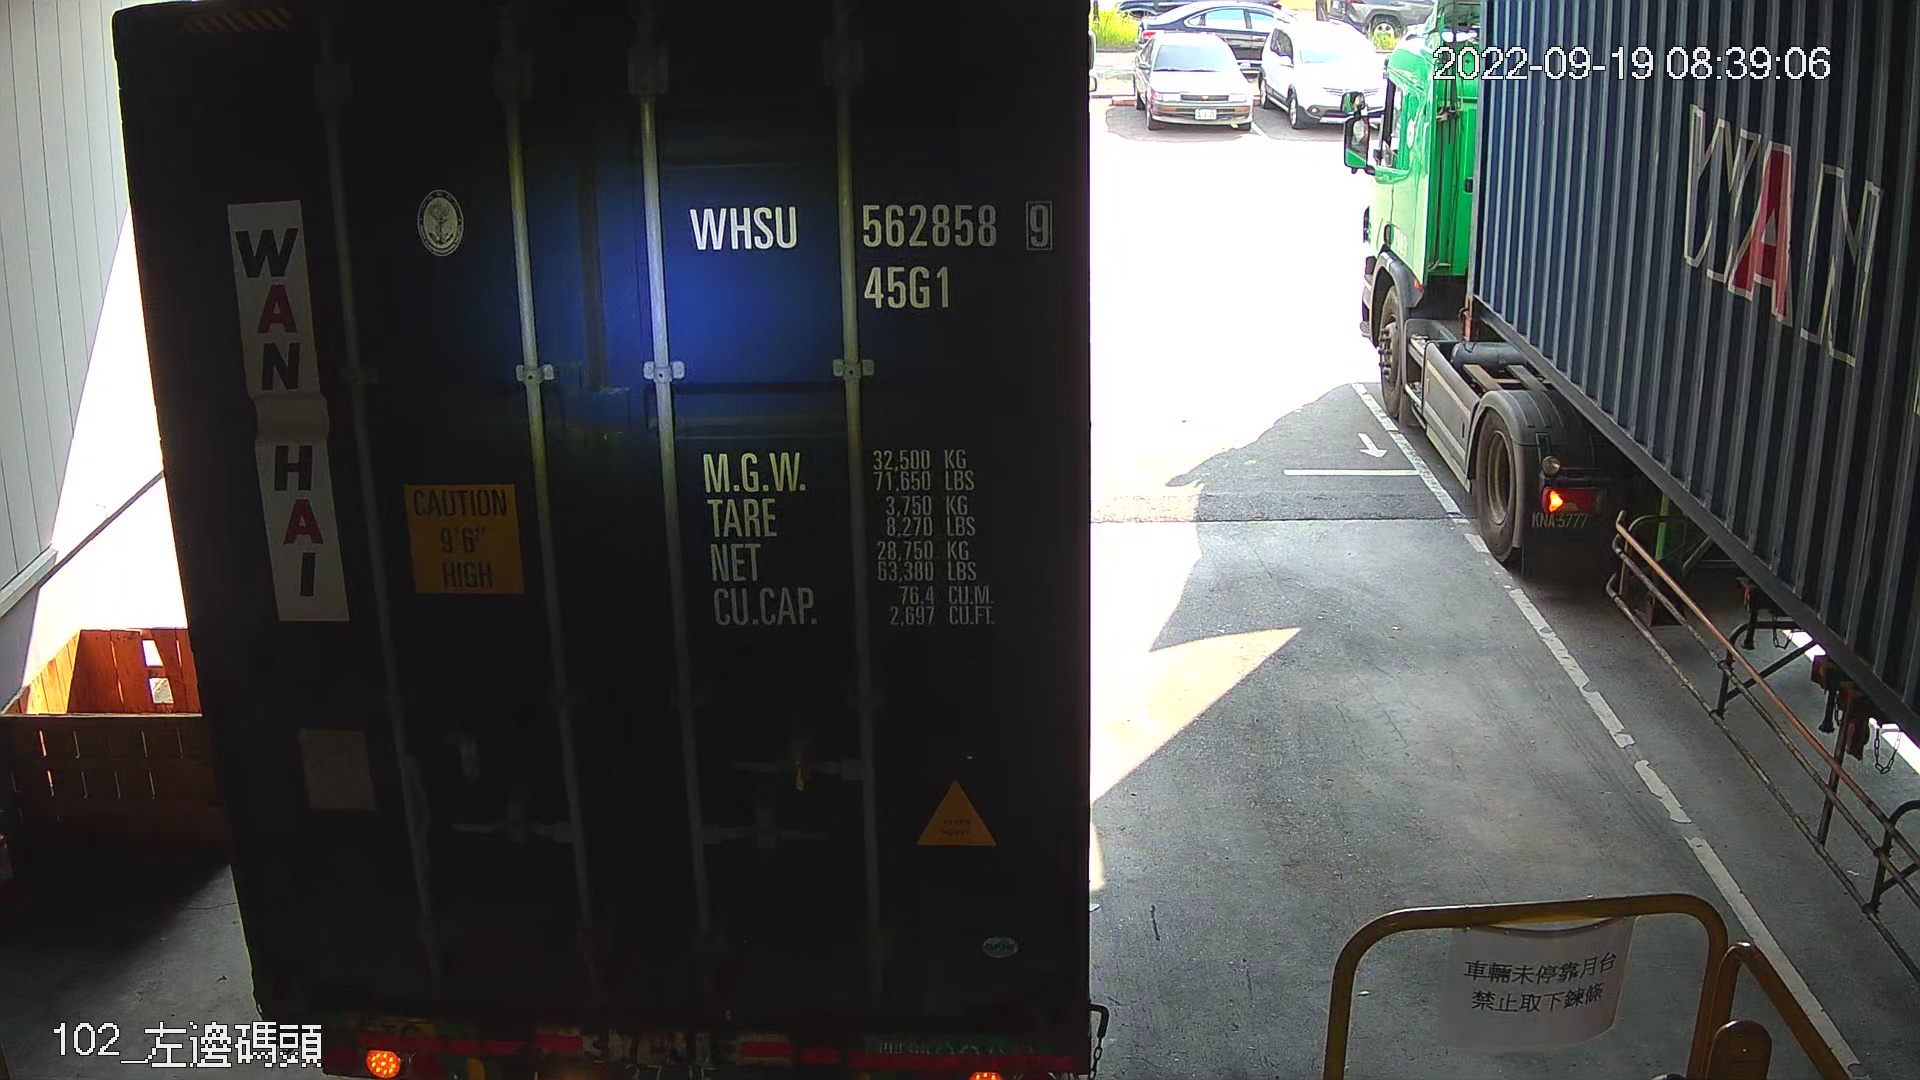 2022-09-19 08:39:06
WAN HAI
WHSU 562858 9
45G1
CAUTION
9'6"
HIGH
M.G.W. 32,500 KG
71,650 LBS
TARE 3,750 KG
8,270 LBS
NET 28,750 KG
63,380 LBS
CU.CAP. 76.4 CU.M.
2,697 CU.FT.
WAN
車輛未停靠月台
禁止取下鍊條
102_左邊碼頭